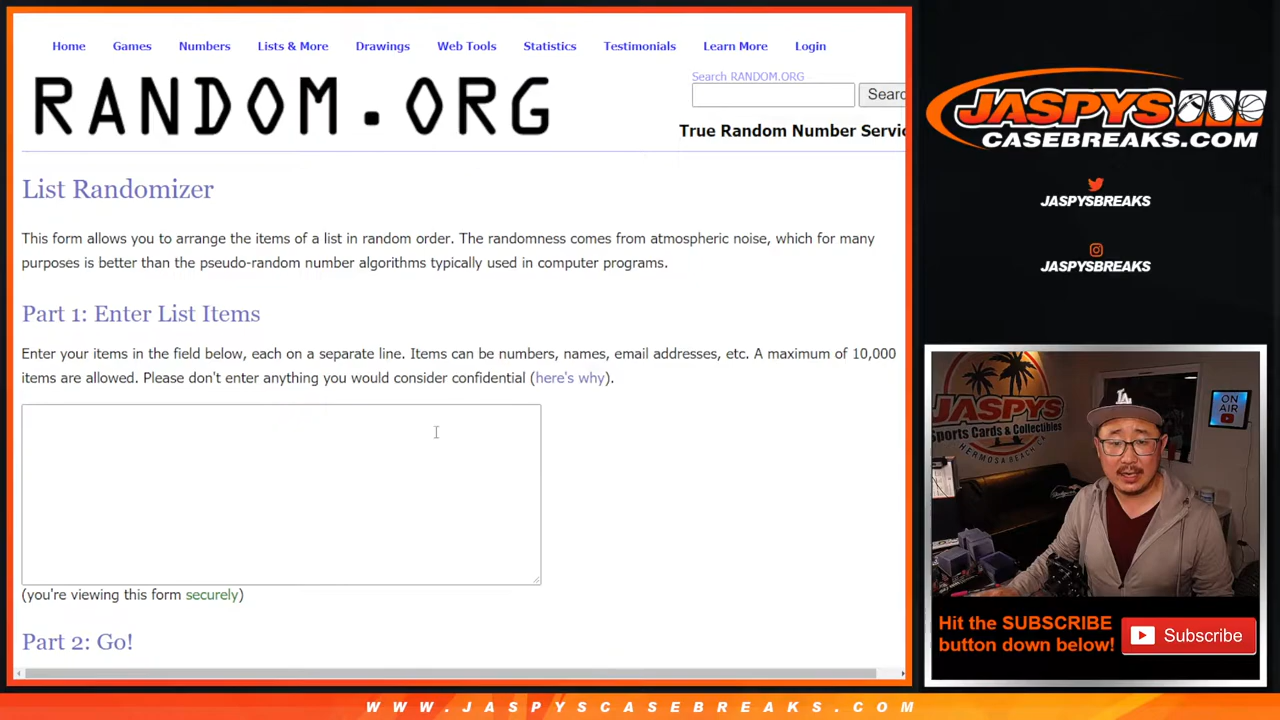 Home Games Numbers Lists & More Drawings Web Tools Statistics Testimonials Learn More Login
RANDOM.ORG
Search RANDOM.ORG
Searc
True Random Number Servic
List Randomizer
This form allows you to arrange the items of a list in random order. The randomness comes from atmospheric noise, which for many
purposes is better than the pseudo-random number algorithms typically used in computer programs.
Part 1: Enter List Items
Enter your items in the field below, each on a separate line. Items can be numbers, names, email addresses, etc. A maximum of 10,000
items are allowed. Please don't enter anything you would consider confidential (here's why).
(you're viewing this form securely)
Part 2: Go!
JASPYS
CASEBREAKS.COM
JASPYSBREAKS
JASPYSBREAKS
JASPYS
Sports Cards & Collectibles
HERMOSA BEACH, CA
LA
ON
AIR
Hit the SUBSCRIBE
button down below!
Subscribe
WWW.JASPYSCASEBREAKS.COM